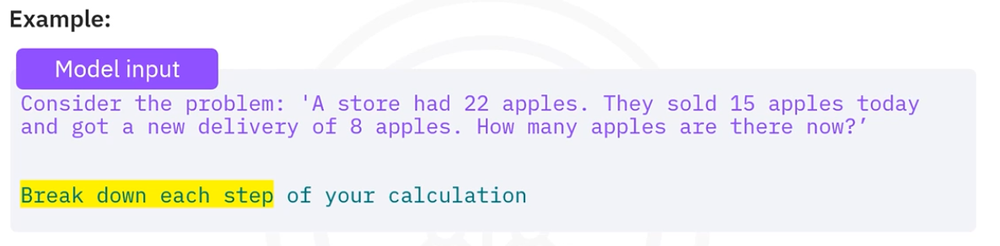 Example:
Model input
Consider the problem: 'A store had 22 apples. They sold 15 apples today
and got a new delivery of 8 apples. How many apples are there now?’
Break down each step of your calculation